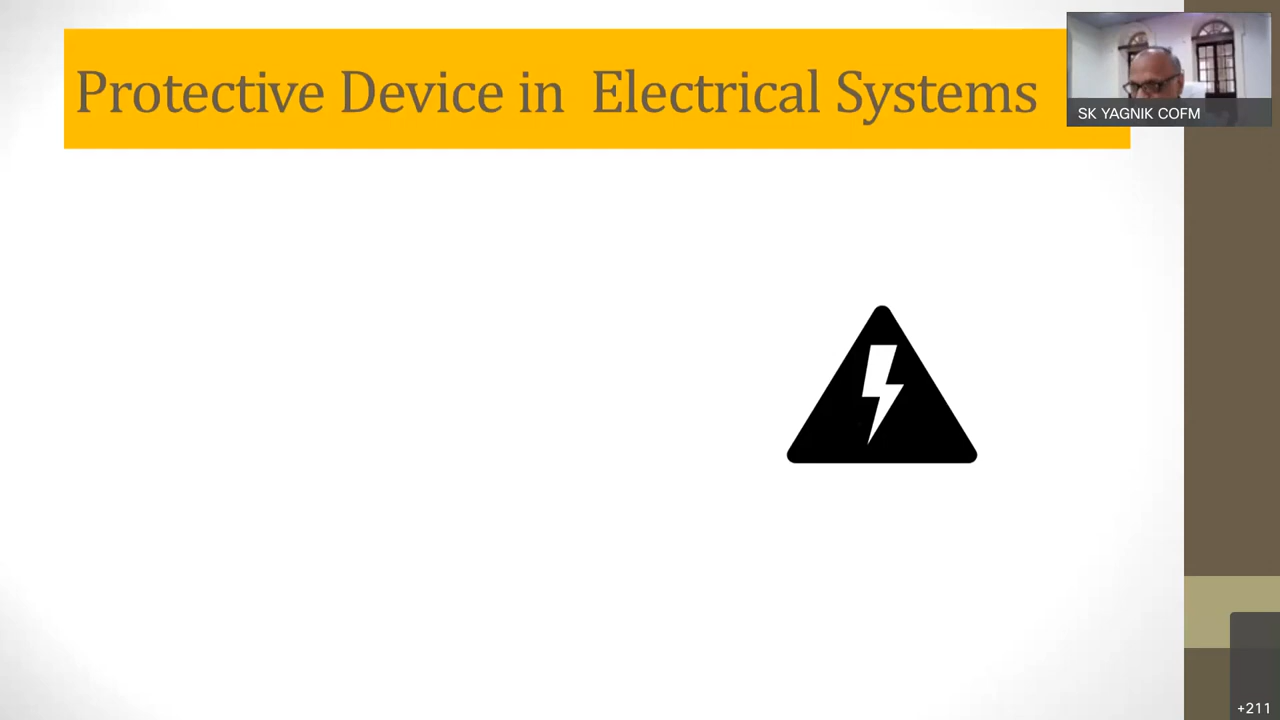 Protective Device in  Electrical Systems
SK YAGNIK COFM
+211